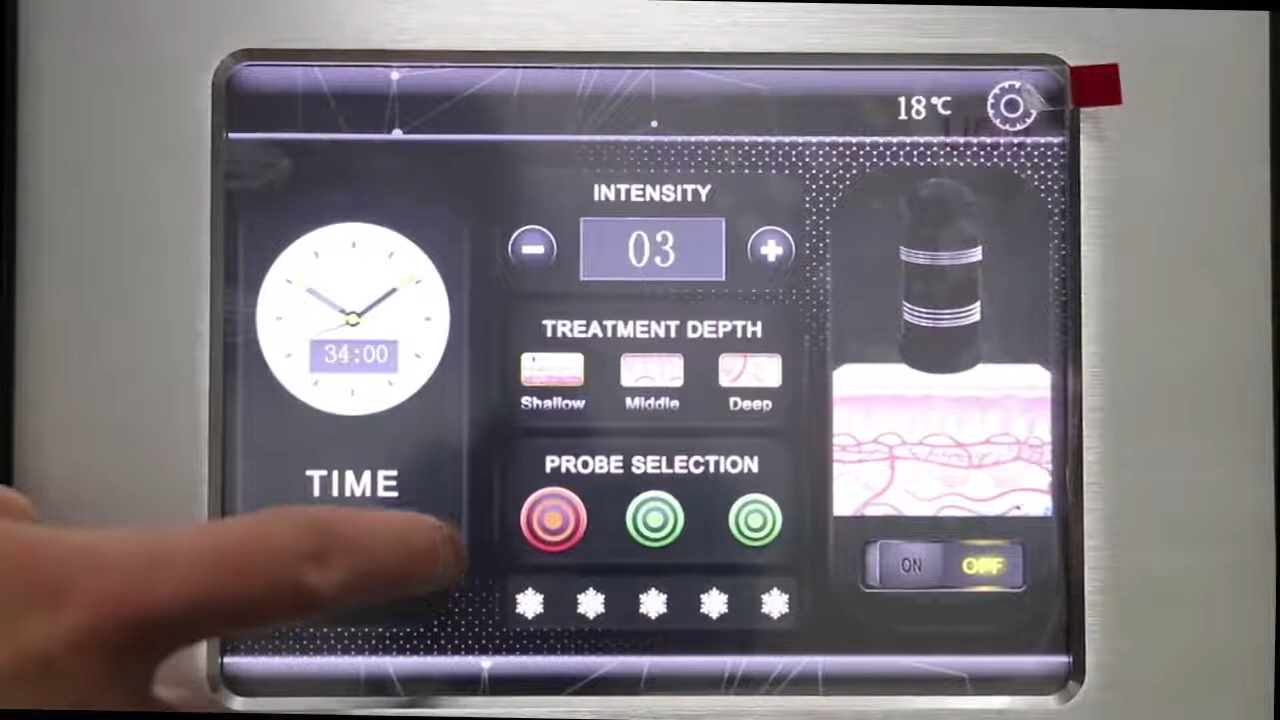 18℃
INTENSITY
03
34:00
TREATMENT DEPTH
Shallow Middle Deep
PROBE SELECTION
TIME
ON OFF